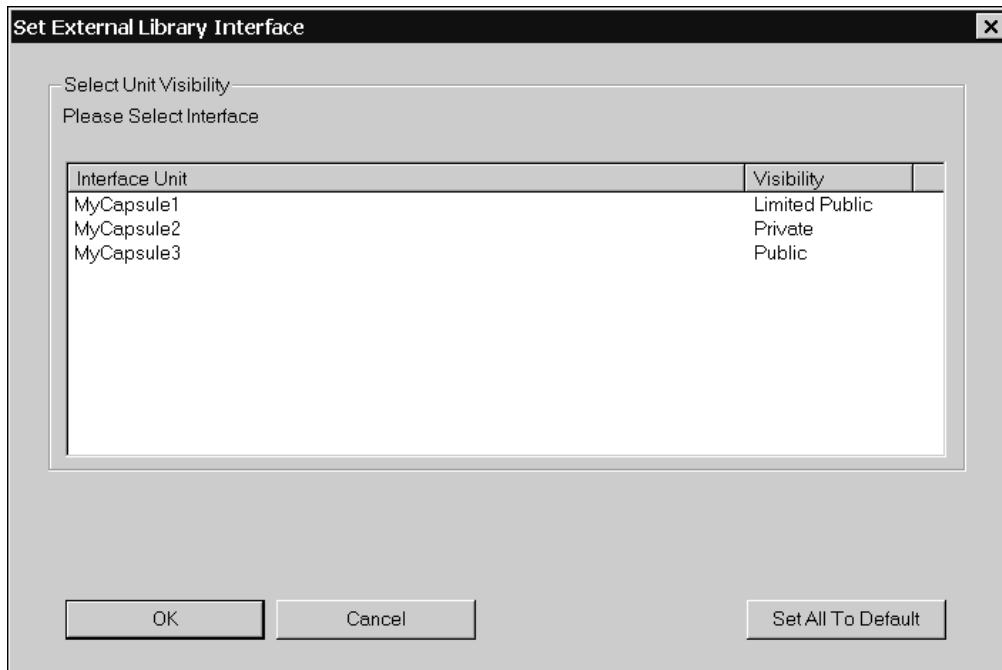 Set External Library Interface
Select Unit Visibility
Please Select Interface
Interface Unit Visibility
MyCapsule1 Limited Public
MyCapsule2 Private
MyCapsule3 Public
OK Cancel Set All To Default